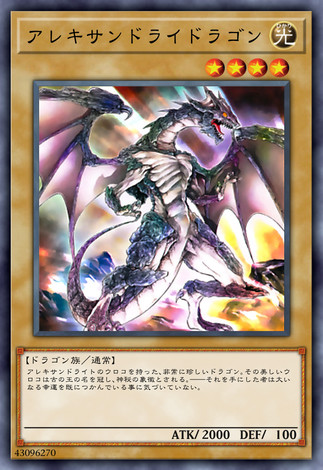 アレキサンドライドラゴン
光
【ドラゴン族/通常】
アレキサンドライトのウロコを持った、非常に珍しいドラゴン。その美しいウ
ロコは古の王の名を冠し、神秘の象徴とされる。――それを手にした者は大い
なる幸運を既につかんでいる事に気づいていない。
ATK/ 2000 DEF/ 100
43096270